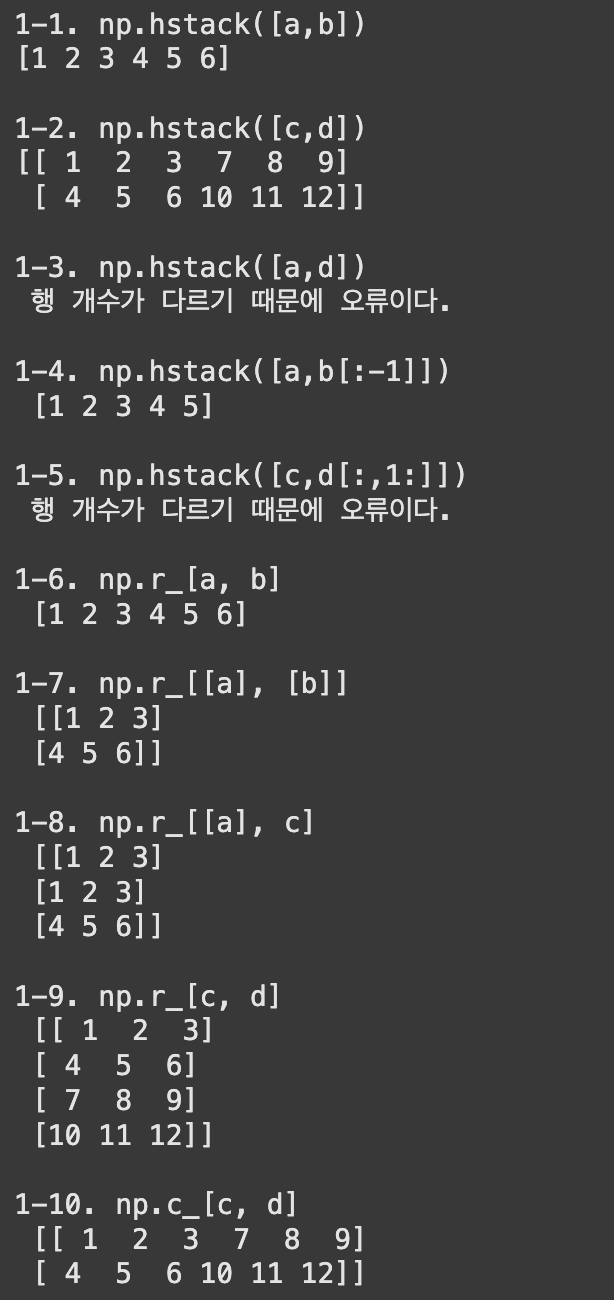 1-1. np.hstack([a,b])
[1 2 3 4 5 6]
1-2. np.hstack([c,d])
[[ 1  2  3  7  8  9]
 [ 4  5  6 10 11 12]]
1-3. np.hstack([a,d])
 행 개수가 다르기 때문에 오류이다.
1-4. np.hstack([a,b[:-1]])
 [1 2 3 4 5]
1-5. np.hstack([c,d[:,1:]])
 행 개수가 다르기 때문에 오류이다.
1-6. np.r_[a, b]
 [1 2 3 4 5 6]
1-7. np.r_[[a], [b]]
 [[1 2 3]
 [4 5 6]]
1-8. np.r_[[a], c]
 [[1 2 3]
 [1 2 3]
 [4 5 6]]
1-9. np.r_[c, d]
 [[ 1  2  3]
 [ 4  5  6]
 [ 7  8  9]
 [10 11 12]]
1-10. np.c_[c, d]
 [[ 1  2  3  7  8  9]
 [ 4  5  6 10 11 12]]